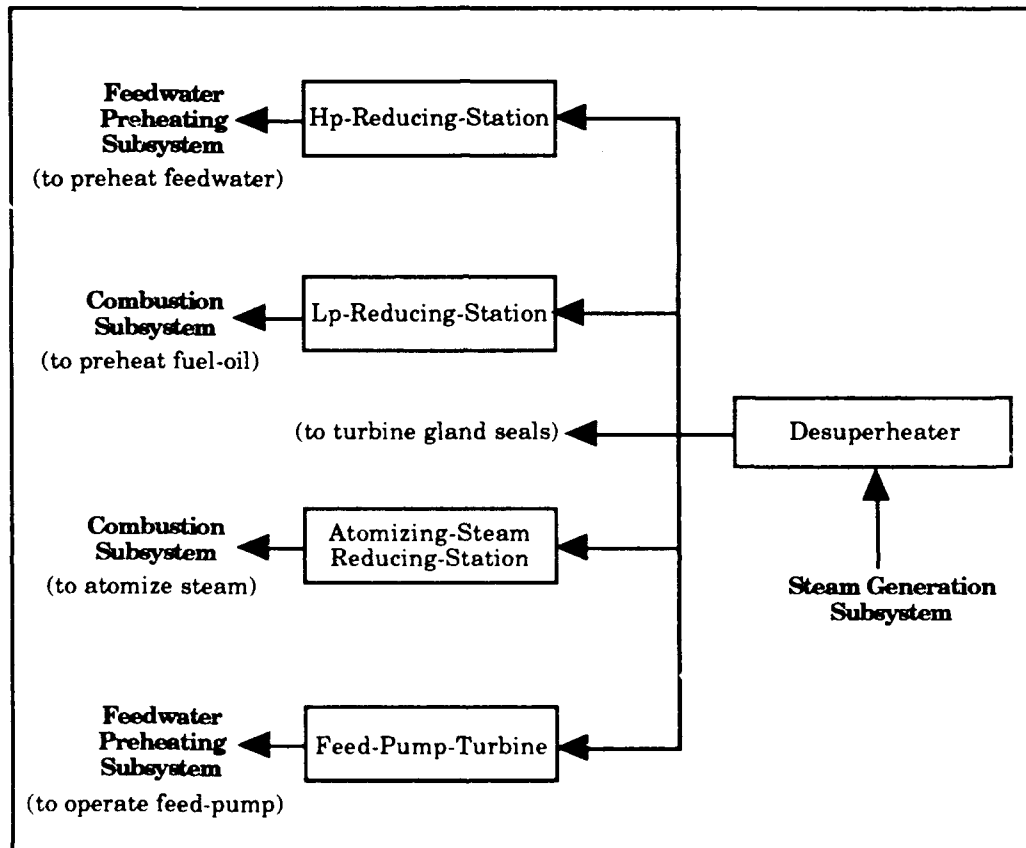 Feedwater
Preheating
Subsystem
(to preheat feedwater)
Hp-Reducing-Station
Combustion
Subsystem
(to preheat fuel-oil)
Lp-Reducing-Station
(to turbine gland seals)
Desuperheater
Combustion
Subsystem
(to atomize steam)
Atomizing-Steam
Reducing-Station
Steam Generation
Subsystem
Feedwater
Preheating
Subsystem
(to operate feed-pump)
Feed-Pump-Turbine